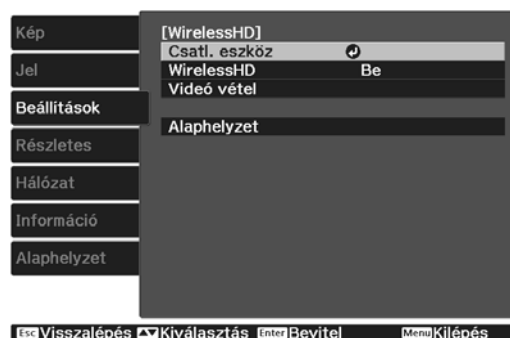 Kép
Jel
Beállítások
Részletes
Hálózat
Információ
Alaphelyzet
[WirelessHD]
Csatl. eszköz
WirelessHD Be
Videó vétel
Alaphelyzet
Esc Visszalépés Kiválasztás Enter Bevitel Menu Kilépés